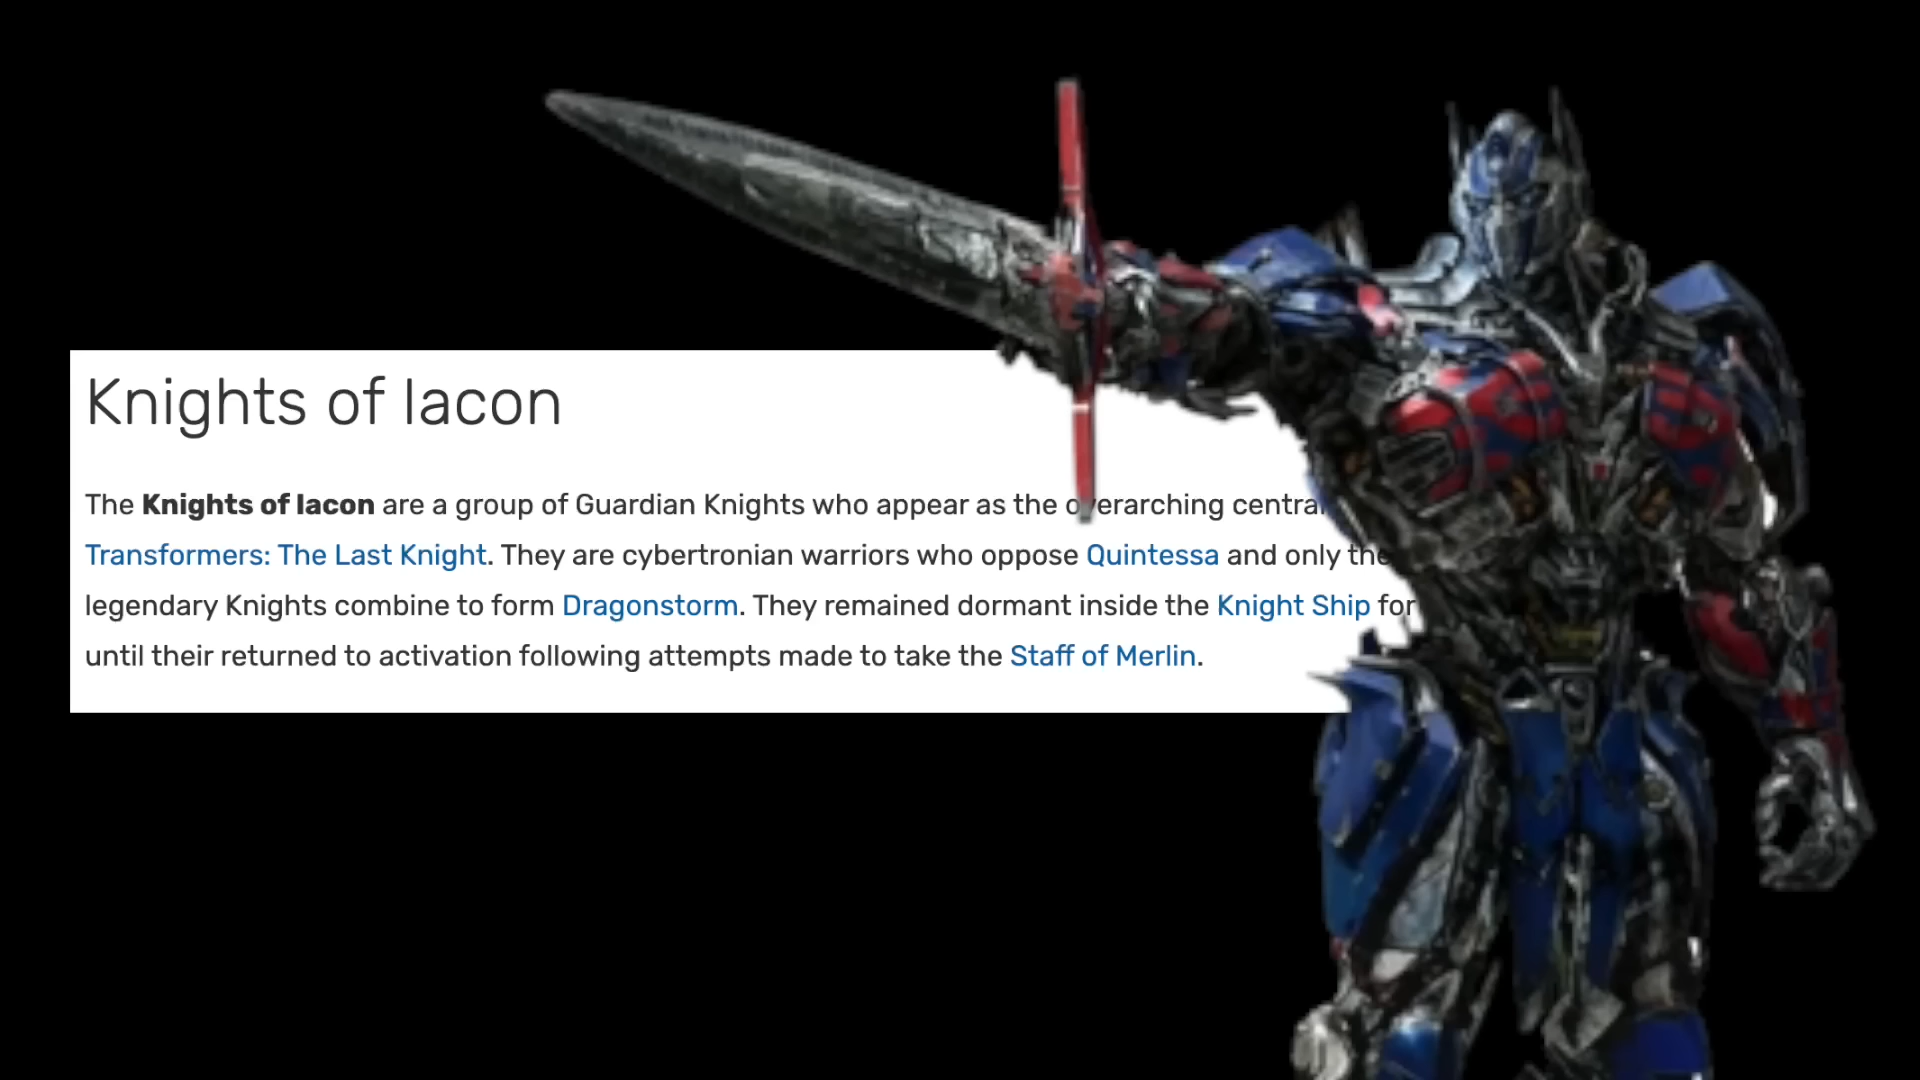 Knights of Iacon
The Knights of Iacon are a group of Guardian Knights who appear as the overarching central
Transformers: The Last Knight. They are cybertronian warriors who oppose Quintessa and only the
legendary Knights combine to form Dragonstorm. They remained dormant inside the Knight Ship for
until their returned to activation following attempts made to take the Staff of Merlin.